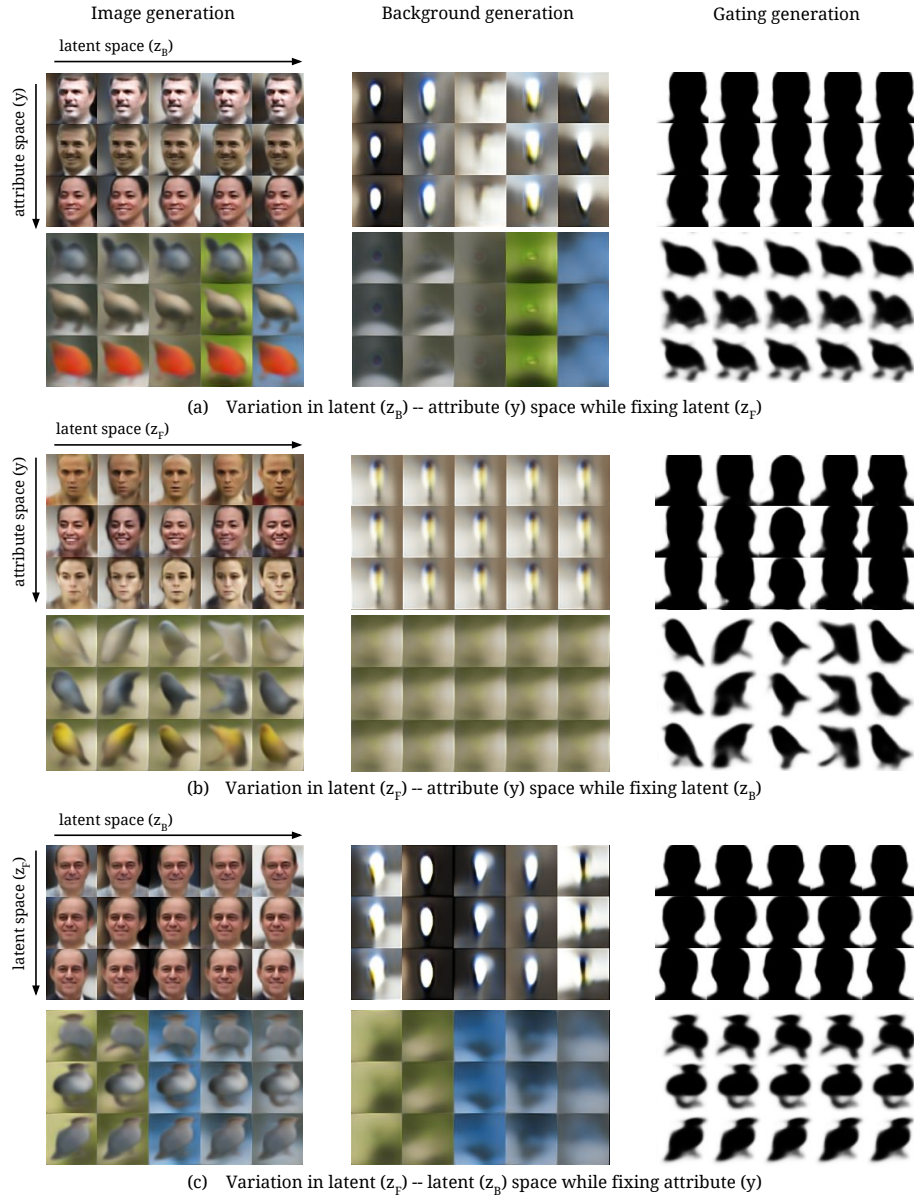 Image generation
Background generation
Gating generation
latent space (z_B)
attribute space (y)
(a) Variation in latent (z_B) -- attribute (y) space while fixing latent (z_F)
latent space (z_F)
attribute space (y)
(b) Variation in latent (z_F) -- attribute (y) space while fixing latent (z_B)
latent space (z_B)
latent space (z_F)
(c) Variation in latent (z_F) -- latent (z_B) space while fixing attribute (y)